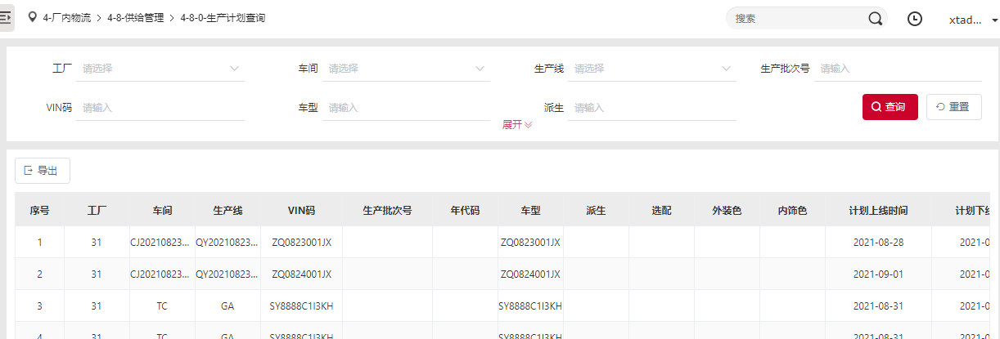 4-厂内物流 > 4-8-供给管理 > 4-8-0-生产计划查询 搜索 xtad...
工厂 请选择 车间 请选择 生产线 请选择 生产批次号 请输入
VIN码 请输入 车型 请输入 派生 请输入 查询 重置
展开
导出
序号 工厂 车间 生产线 VIN码 生产批次号 年代码 车型 派生 选配 外装色 内饰色 计划上线时间 计划下线
1 31 CJ20210823... QY20210823... ZQ0823001JX ZQ0823001JX 2021-08-28 2021-0
2 31 CJ20210823... QY20210823... ZQ0824001JX ZQ0824001JX 2021-09-01 2021-0
3 31 TC GA SY8888C1I3KH SY8888C1I3KH 2021-08-31 2021-0
4 31 TC GA SY8888C1I3KH SY8888C1I3KH 2021-08-31 2021-0